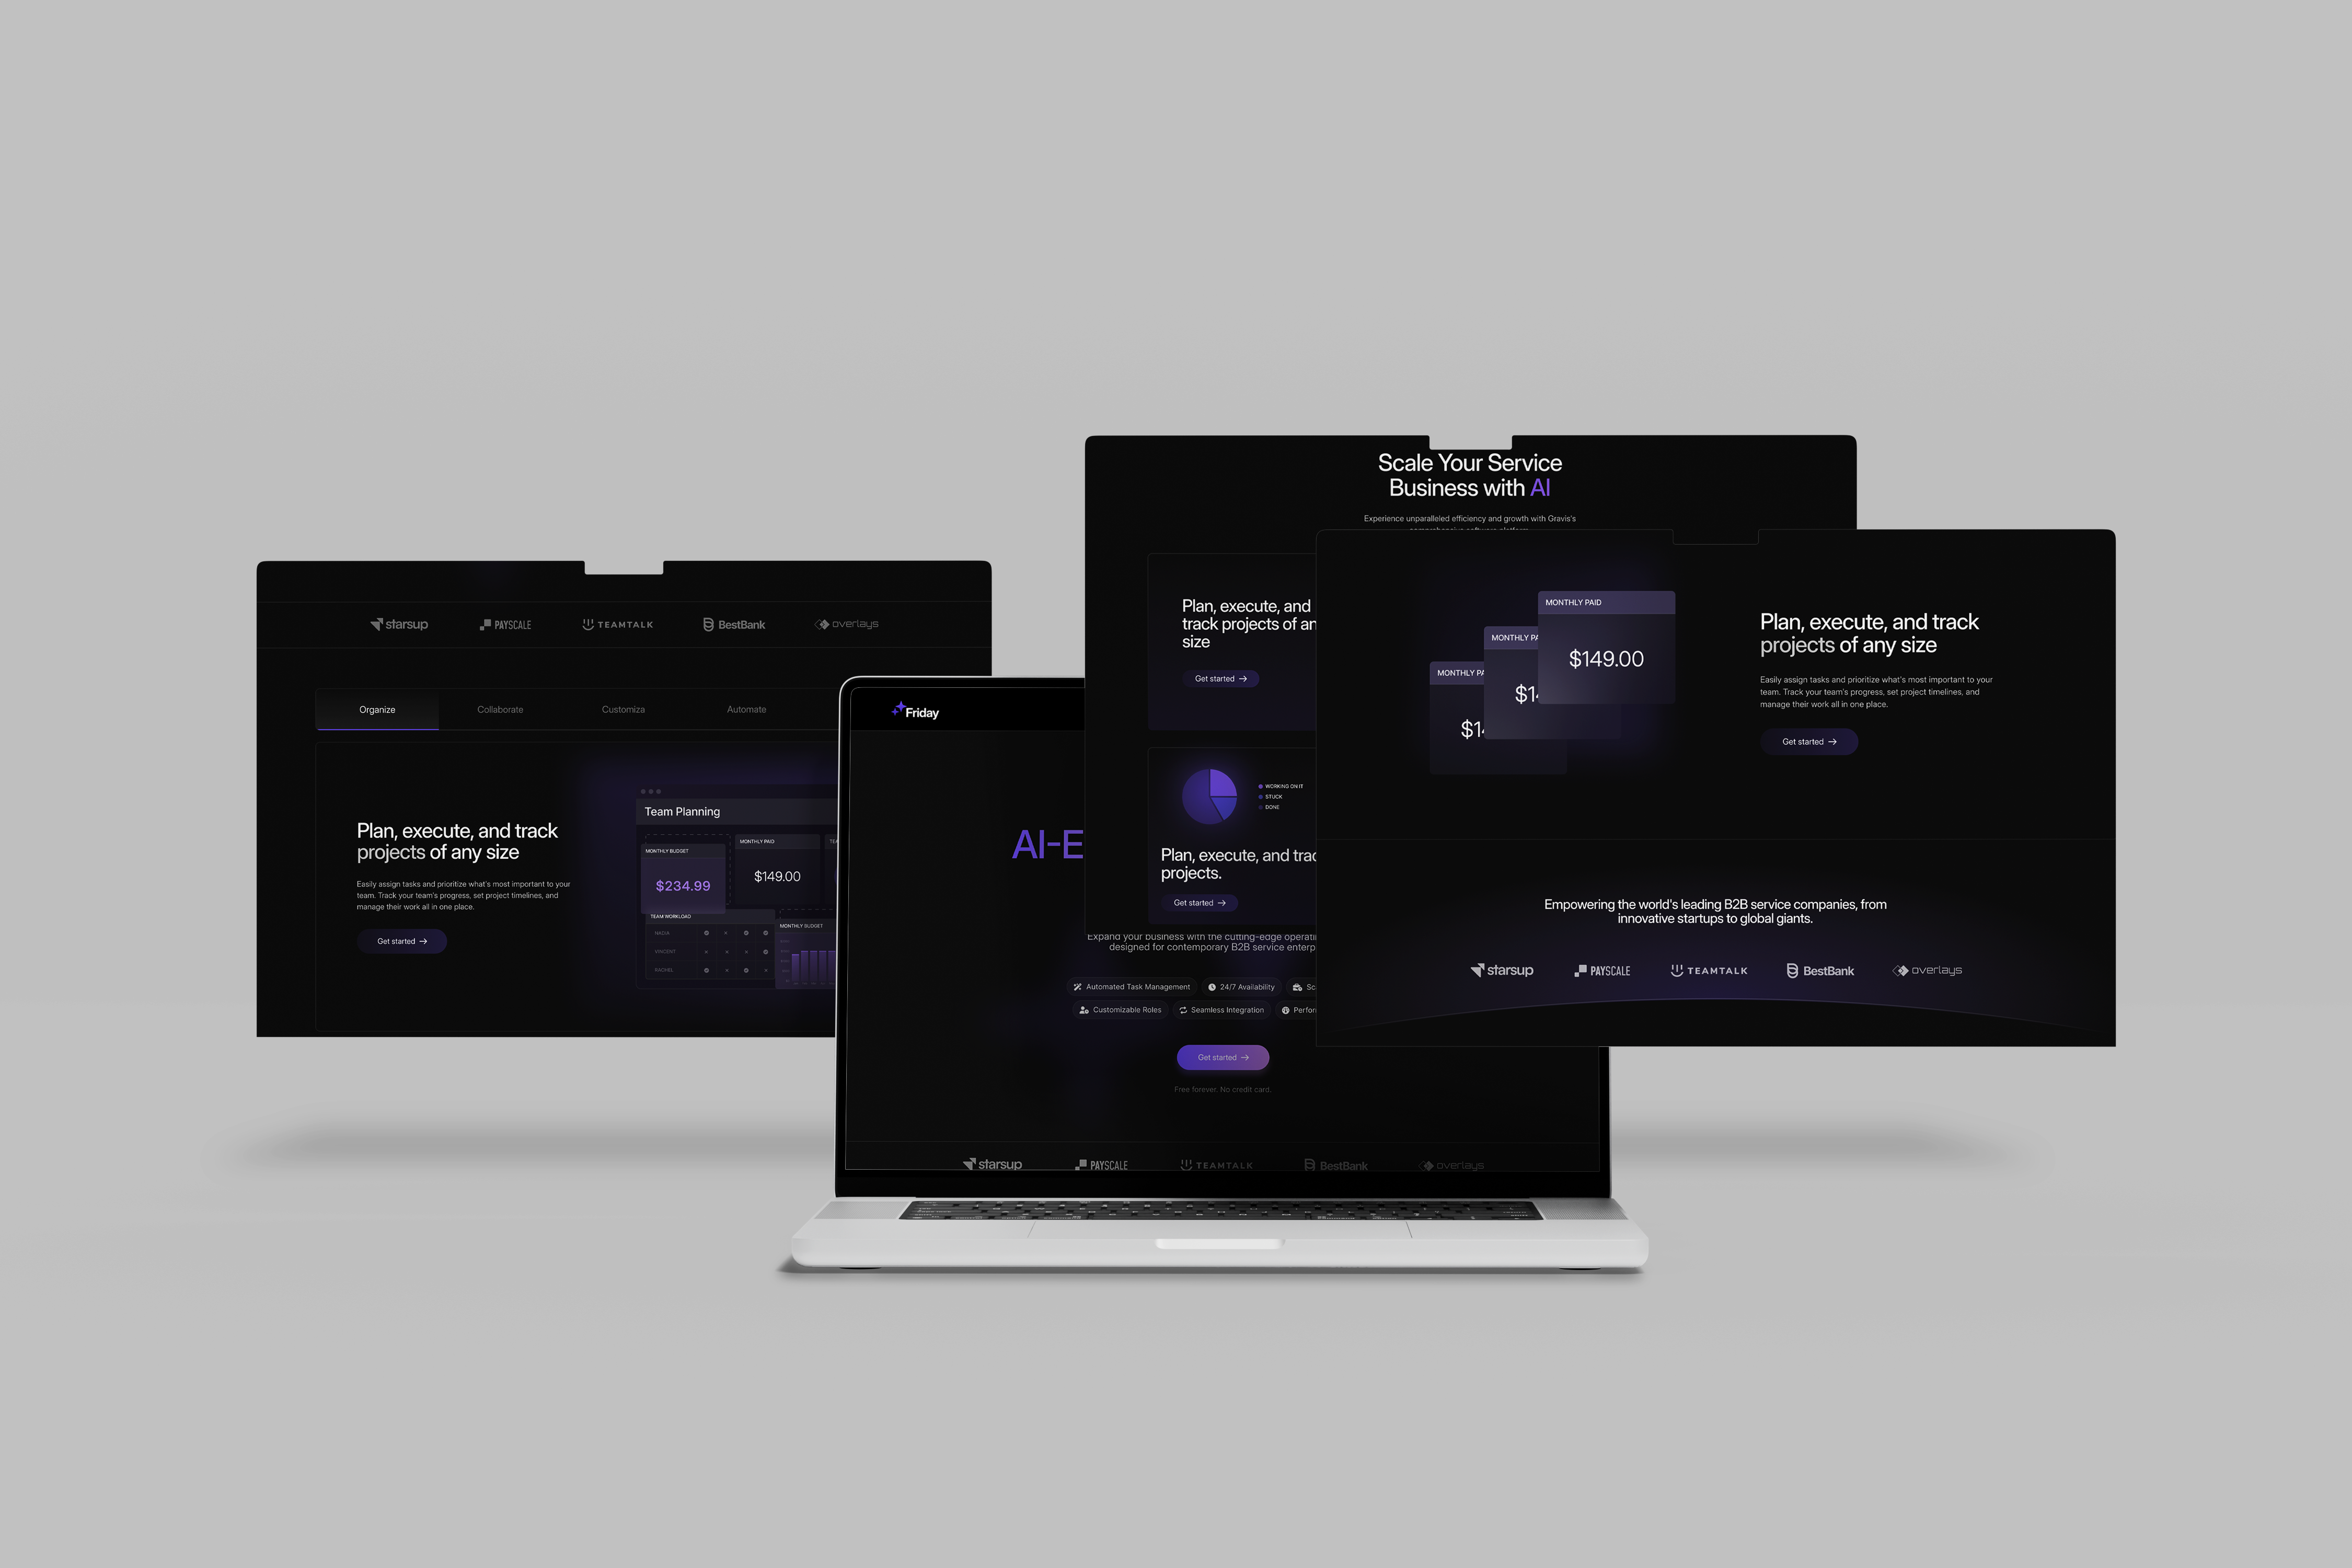 starsup
PAYSCALE
TEAMTALK
BestBank
overlays
Organize
Collaborate
Customiza
Automate
Plan, execute, and track
projects of any size
Easily assign tasks and prioritize what's most important to your
team. Track your team's progress, set project timelines, and
manage their work all in one place.
Get started
Team Planning
MONTHLY BUDGET
$234.99
MONTHLY PAID
$149.00
TEAM WORKLOAD
NADIA
VINCENT
RACHEL
MONTHLY BUDGET
Friday
AI-E
Expand your business with the cutting-edge operati
designed for contemporary B2B service enterp
Automated Task Management
24/7 Availability
Sc
Customizable Roles
Seamless Integration
Perfor
Get started
Free forever. No credit card.
starsup
PAYSCALE
TEAMTALK
BestBank
overlays
Scale Your Service
Business with AI
Experience unparalleled efficiency and growth with Gravis's
Plan, execute, and
track projects of an
size
Get started
WORKING ON IT
STUCK
DONE
Plan, execute, and trac
projects.
Get started
MONTHLY PAID
$149.00
MONTHLY PA
$14
MONTHLY PA
$14
Plan, execute, and track
projects of any size
Easily assign tasks and prioritize what's most important to your
team. Track your team's progress, set project timelines, and
manage their work all in one place.
Get started
Empowering the world's leading B2B service companies, from
innovative startups to global giants.
starsup
PAYSCALE
TEAMTALK
BestBank
overlays